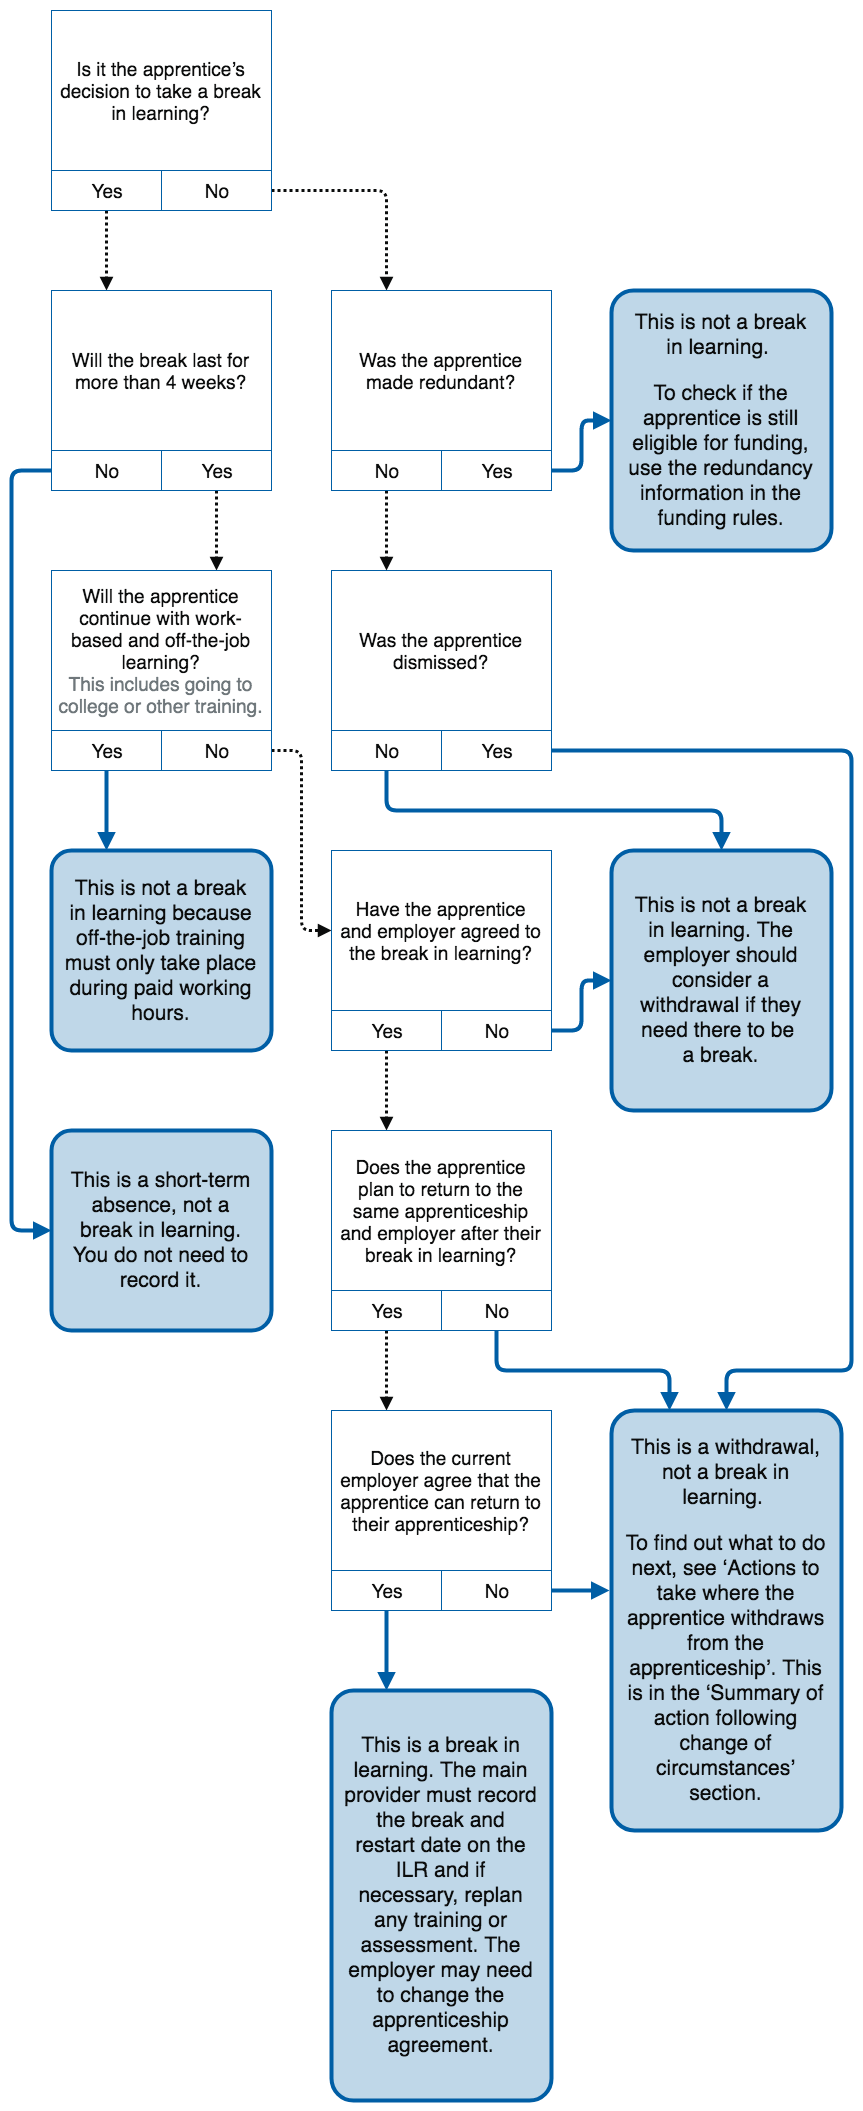 Is it the apprentice’s
decision to take a break
in learning?
Yes
No
Will the break last for
more than 4 weeks?
No
Yes
Was the apprentice
made redundant?
No
Yes
This is not a break
in learning.
To check if the
apprentice is still
eligible for funding,
use the redundancy
information in the
funding rules.
Will the apprentice
continue with work-
based and off-the-job
learning?
This includes going to
college or other training.
Yes
No
Was the apprentice
dismissed?
No
Yes
This is not a break
in learning because
off-the-job training
must only take place
during paid working
hours.
Have the apprentice
and employer agreed to
the break in learning?
Yes
No
This is not a break
in learning. The
employer should
consider a
withdrawal if they
need there to be
a break.
This is a short-term
absence, not a
break in learning.
You do not need to
record it.
Does the apprentice
plan to return to the
same apprenticeship
and employer after their
break in learning?
Yes
No
Does the current
employer agree that the
apprentice can return to
their apprenticeship?
Yes
No
This is a withdrawal,
not a break in
learning.
To find out what to do
next, see ‘Actions to
take where the
apprentice withdraws
from the
apprenticeship’. This
is in the ‘Summary of
action following
change of
circumstances’
section.
This is a break in
learning. The main
provider must record
the break and
restart date on the
ILR and if
necessary, replan
any training or
assessment. The
employer may need
to change the
apprenticeship
agreement.